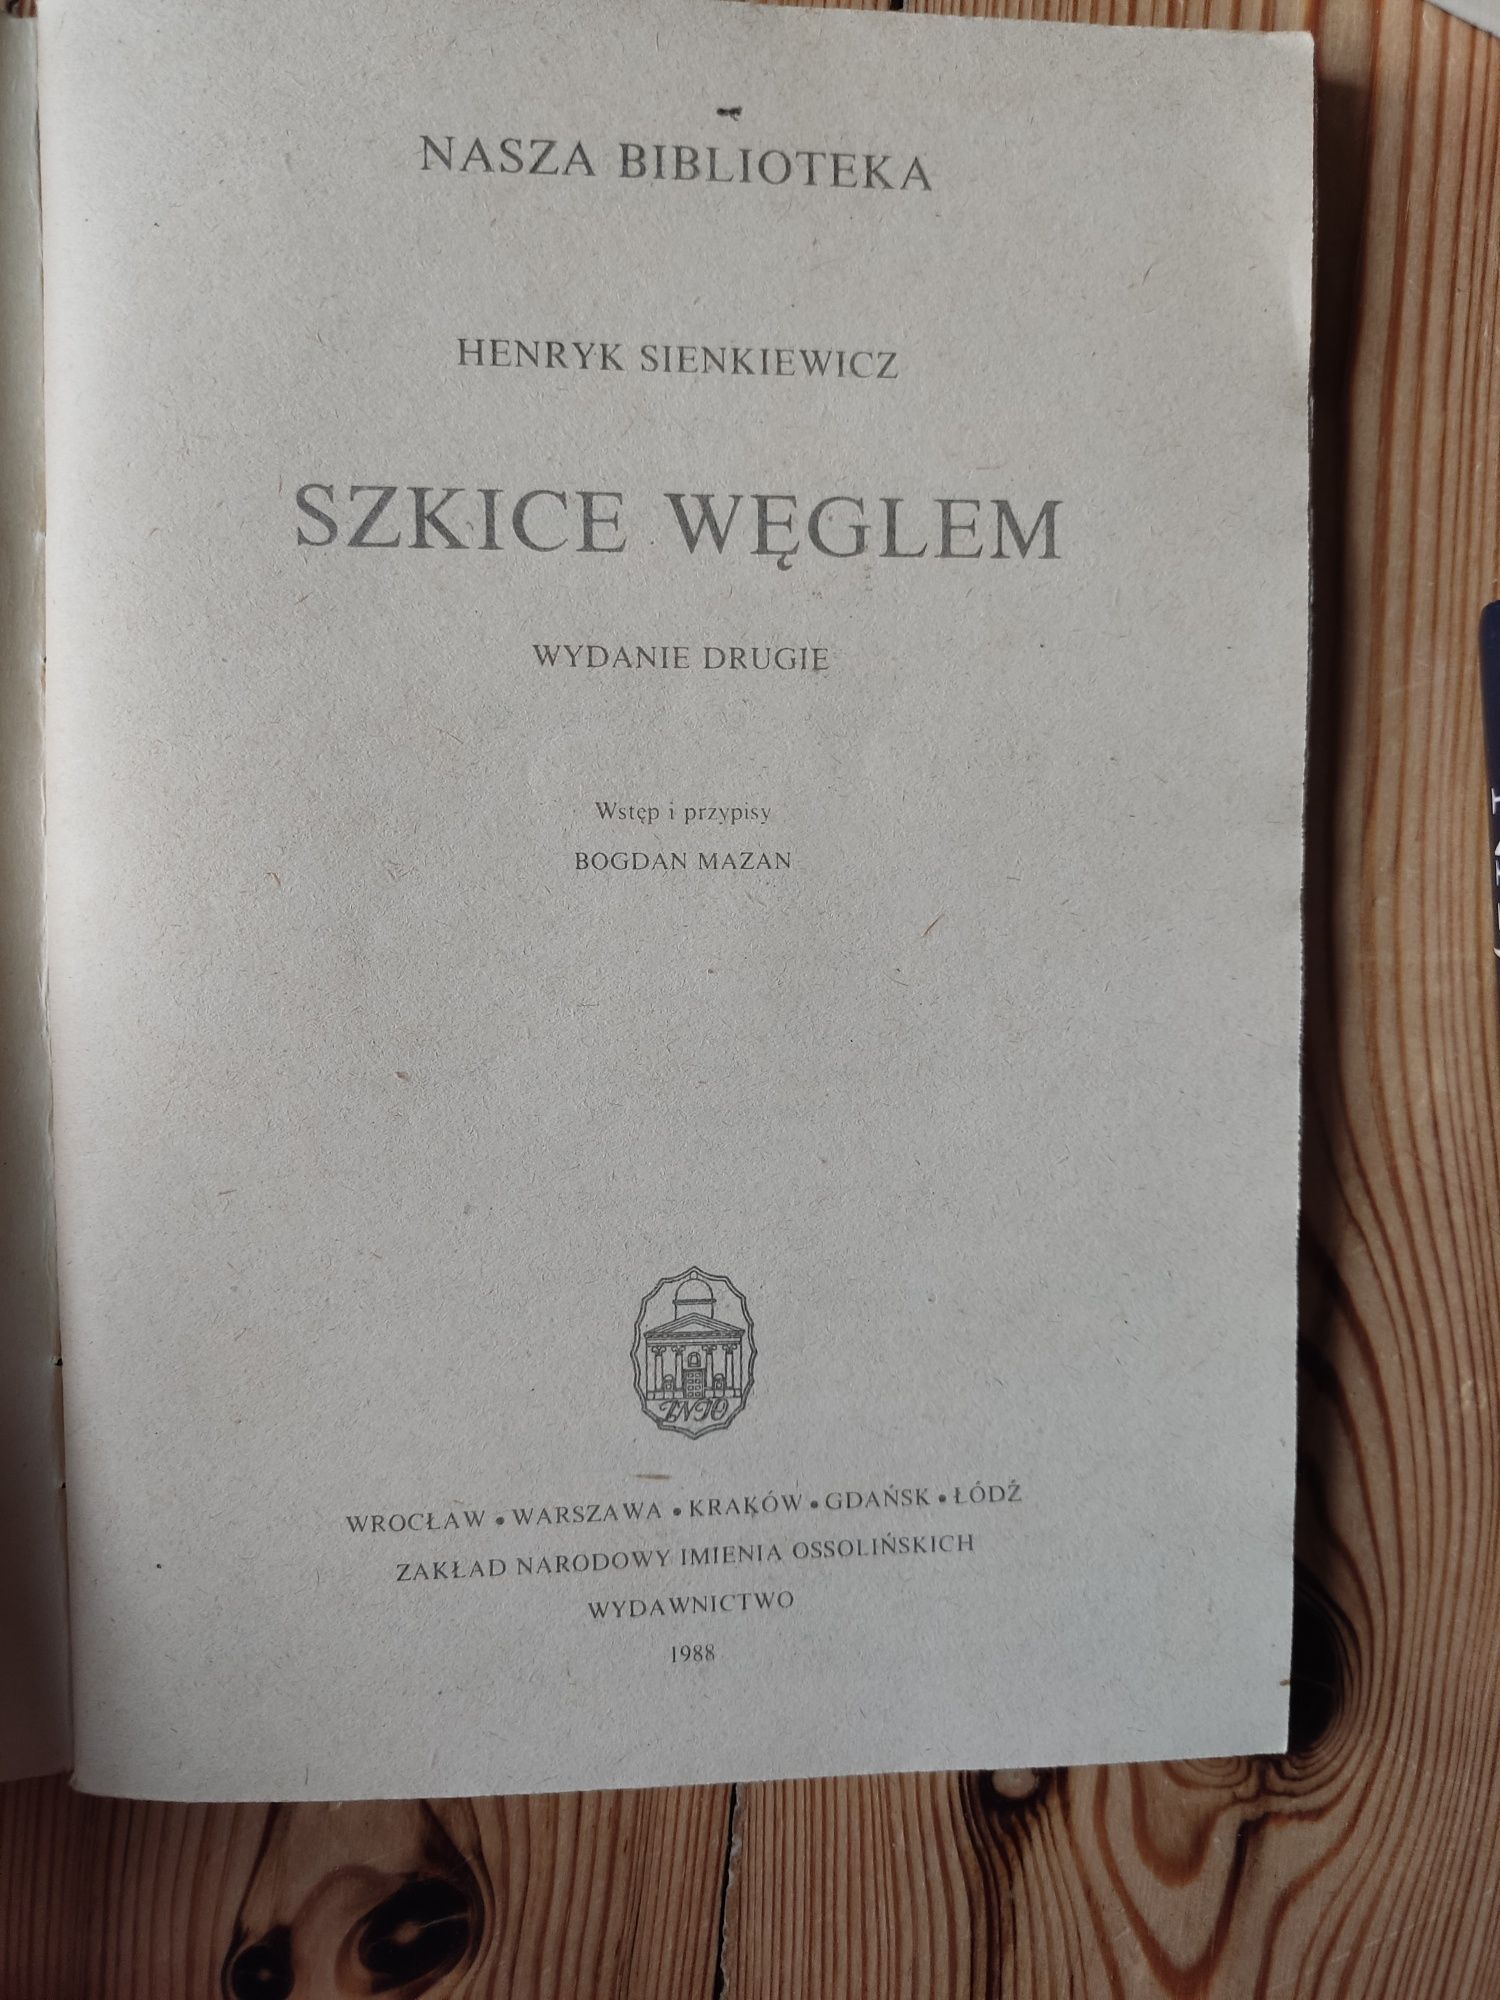 NASZA BIBLIOTEKA
HENRYK SIENKIEWICZ
SZKICE WĘGLEM
WYDANIE DRUGIE
Wstęp i przypisy
BOGDAN MAZAN
ZNIO
WROCŁAW • WARSZAWA • KRAKÓW • GDAŃSK • ŁÓDŹ
ZAKŁAD NARODOWY IMIENIA OSSOLIŃSKICH
WYDAWNICTWO
1988